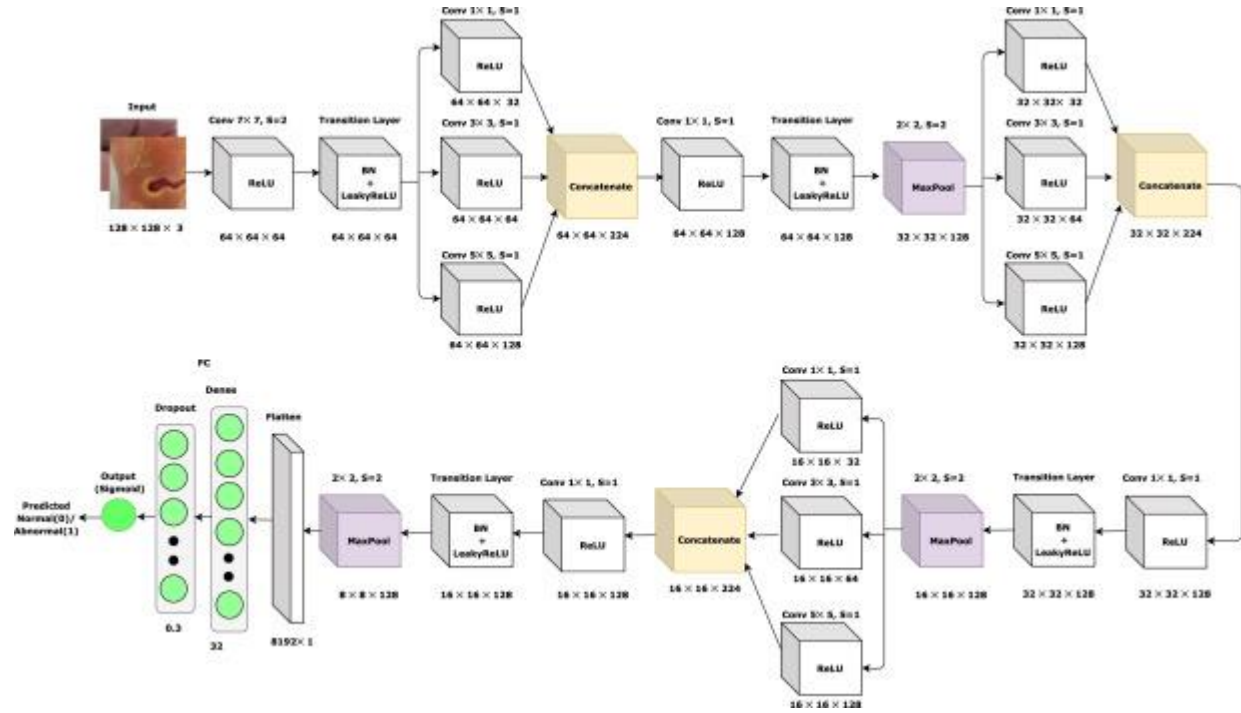 Input
128 × 128 × 3
Conv 7× 7, S=2
ReLU
64 × 64 × 64
Transition Layer
BN
+
LeakyReLU
64 × 64 × 64
Conv 1× 1, S=1
ReLU
64 × 64 × 32
Conv 3× 3, S=1
ReLU
64 × 64 × 64
Conv 5× 5, S=1
ReLU
64 × 64 × 128
Concatenate
64 × 64 × 224
Conv 1× 1, S=1
ReLU
64 × 64 × 128
Transition Layer
BN
+
LeakyReLU
64 × 64 × 128
2× 2, S=2
MaxPool
32 × 32 × 128
Conv 1× 1, S=1
ReLU
32 × 32 × 32
Conv 3× 3, S=1
ReLU
32 × 32 × 64
Conv 5× 5, S=1
ReLU
32 × 32 × 128
Concatenate
32 × 32 × 224
Conv 1× 1, S=1
ReLU
32 × 32 × 128
Transition Layer
BN
+
LeakyReLU
32 × 32 × 128
2× 2, S=2
MaxPool
16 × 16 × 128
Conv 1× 1, S=1
ReLU
16 × 16 × 32
Conv 3× 3, S=1
ReLU
16 × 16 × 64
Conv 5× 5, S=1
ReLU
16 × 16 × 128
Concatenate
16 × 16 × 224
Conv 1× 1, S=1
ReLU
16 × 16 × 128
Transition Layer
BN
+
LeakyReLU
16 × 16 × 128
2× 2, S=2
MaxPool
8 × 8 × 128
Flatten
8192 × 1
FC
Dense
32
Dropout
0.3
Output
(Sigmoid)
Predicted
Normal(0)/
Abnormal(1)